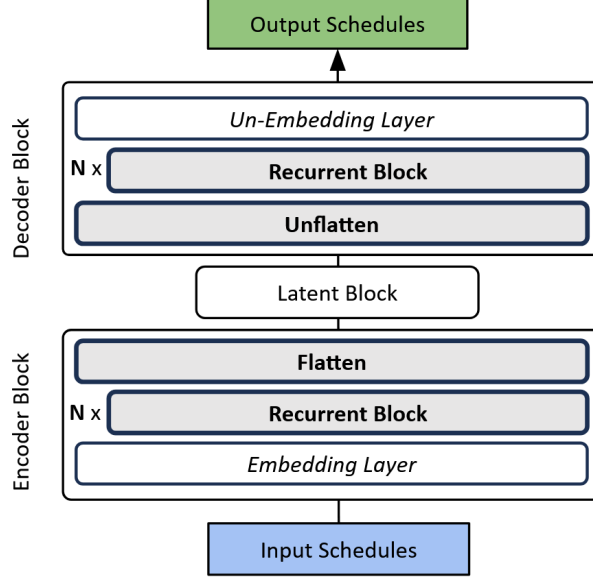 Output Schedules
Decoder Block
Un-Embedding Layer
N x
Recurrent Block
Unflatten
Latent Block
Encoder Block
Flatten
N x
Recurrent Block
Embedding Layer
Input Schedules